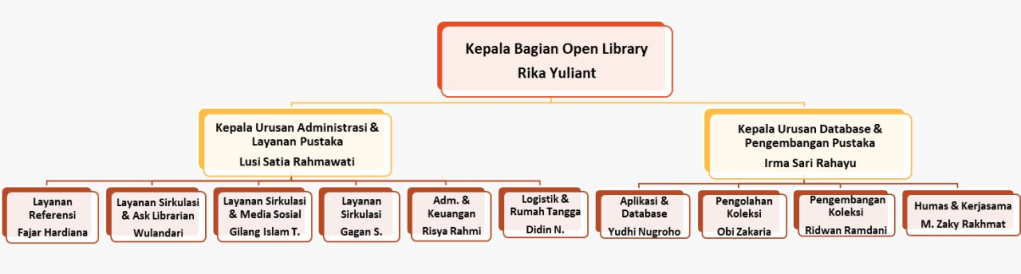 Kepala Bagian Open Library
Rika Yuliant
Kepala Urusan Administrasi &
Layanan Pustaka
Lusi Satia Rahmawati
Kepala Urusan Database &
Pengembangan Pustaka
Irma Sari Rahayu
Layanan
Referensi
Fajar Hardiana
Layanan Sirkulasi
& Ask Librarian
Wulandari
Layanan Sirkulasi
& Media Sosial
Gilang Islam T.
Layanan
Sirkulasi
Gagan S.
Adm. &
Keuangan
Risya Rahmi
Logistik &
Rumah Tangga
Didin N.
Aplikasi &
Database
Yudhi Nugroho
Pengolahan
Koleksi
Obi Zakaria
Pengembangan
Koleksi
Ridwan Ramdani
Humas & Kerjasama
M. Zaky Rakhmat